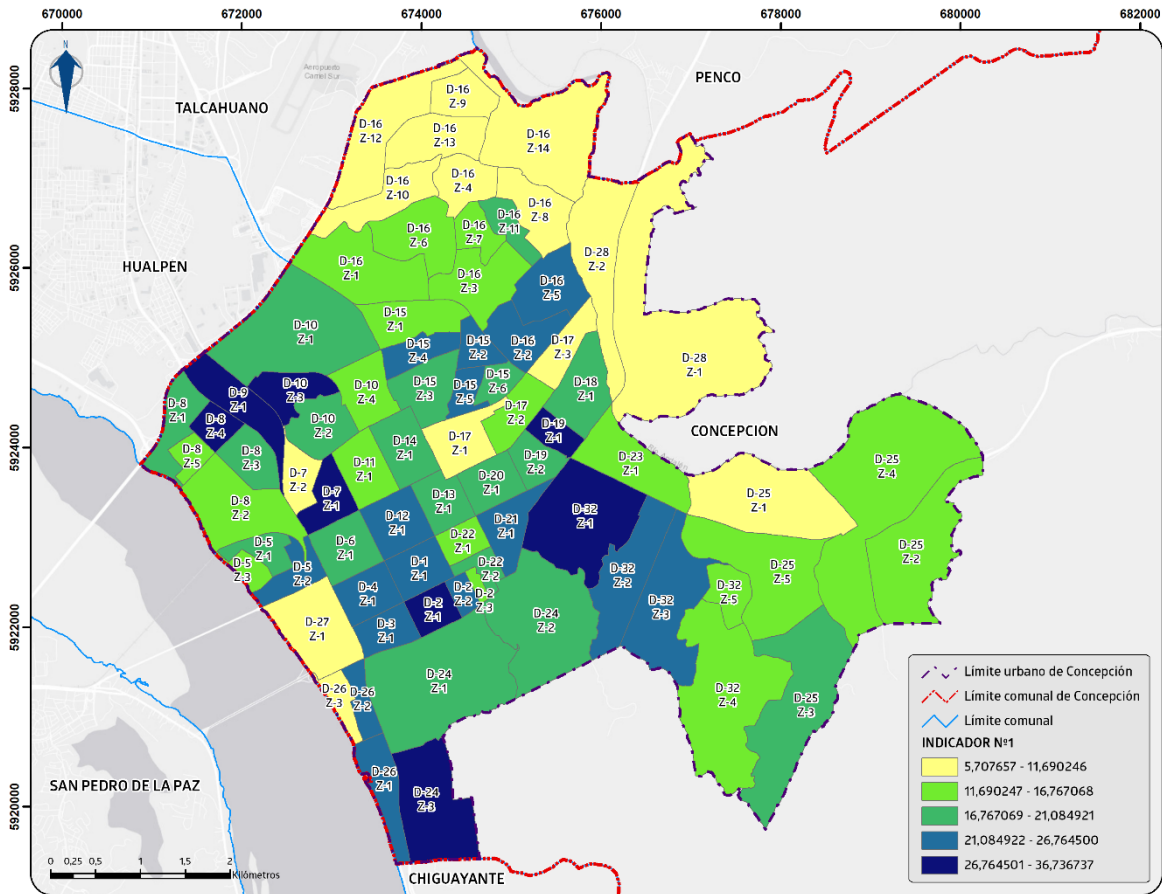 670000
672000
674000
676000
678000
680000
682000
N
Aeropuerto
Carriel Sur
PENCO
TALCAHUANO
HUALPEN
CONCEPCION
SAN PEDRO DE LA PAZ
CHIGUAYANTE
5928000
5926000
5924000
5922000
5920000
D-16
Z-9
D-16
Z-12
D-16
Z-13
D-16
Z-14
D-16
Z-10
D-16
Z-4
D-16
Z-8
D-16
Z-6
D-16
Z-7
D-16
Z-11
D-28
Z-2
D-16
Z-1
D-16
Z-3
D-16
Z-5
D-10
Z-1
D-15
Z-1
D-15
Z-4
D-15
Z-2
D-16
Z-2
D-17
Z-3
D-28
Z-1
D-8
Z-1
D-9
Z-1
D-10
Z-3
D-10
Z-4
D-15
Z-3
D-15
Z-5
D-15
Z-6
D-18
Z-1
D-8
Z-4
D-10
Z-2
D-17
Z-2
D-19
Z-1
D-8
Z-5
D-8
Z-3
D-7
Z-2
D-11
Z-1
D-14
Z-1
D-17
Z-1
D-19
Z-2
D-23
Z-1
D-25
Z-4
D-8
Z-2
D-7
Z-1
D-13
Z-1
D-20
Z-1
D-25
Z-1
D-5
Z-1
D-6
Z-1
D-12
Z-1
D-22
Z-1
D-21
Z-1
D-32
Z-1
D-25
Z-2
D-5
Z-3
D-5
Z-2
D-4
Z-1
D-1
Z-1
D-2
Z-2
D-22
Z-2
D-2
Z-3
D-32
Z-2
D-25
Z-5
D-32
Z-5
D-27
Z-1
D-3
Z-1
D-2
Z-1
D-24
Z-2
D-32
Z-3
D-26
Z-3
D-26
Z-2
D-24
Z-1
D-32
Z-4
D-25
Z-3
D-26
Z-1
D-24
Z-3
Límite urbano de Concepción
Límite comunal de Concepción
Límite comunal
INDICADOR Nº1
5,707657 - 11,690246
11,690247 - 16,767068
16,767069 - 21,084921
21,084922 - 26,764500
26,764501 - 36,736737
0 0,25 0,5 1 1,5 2
Kilómetros